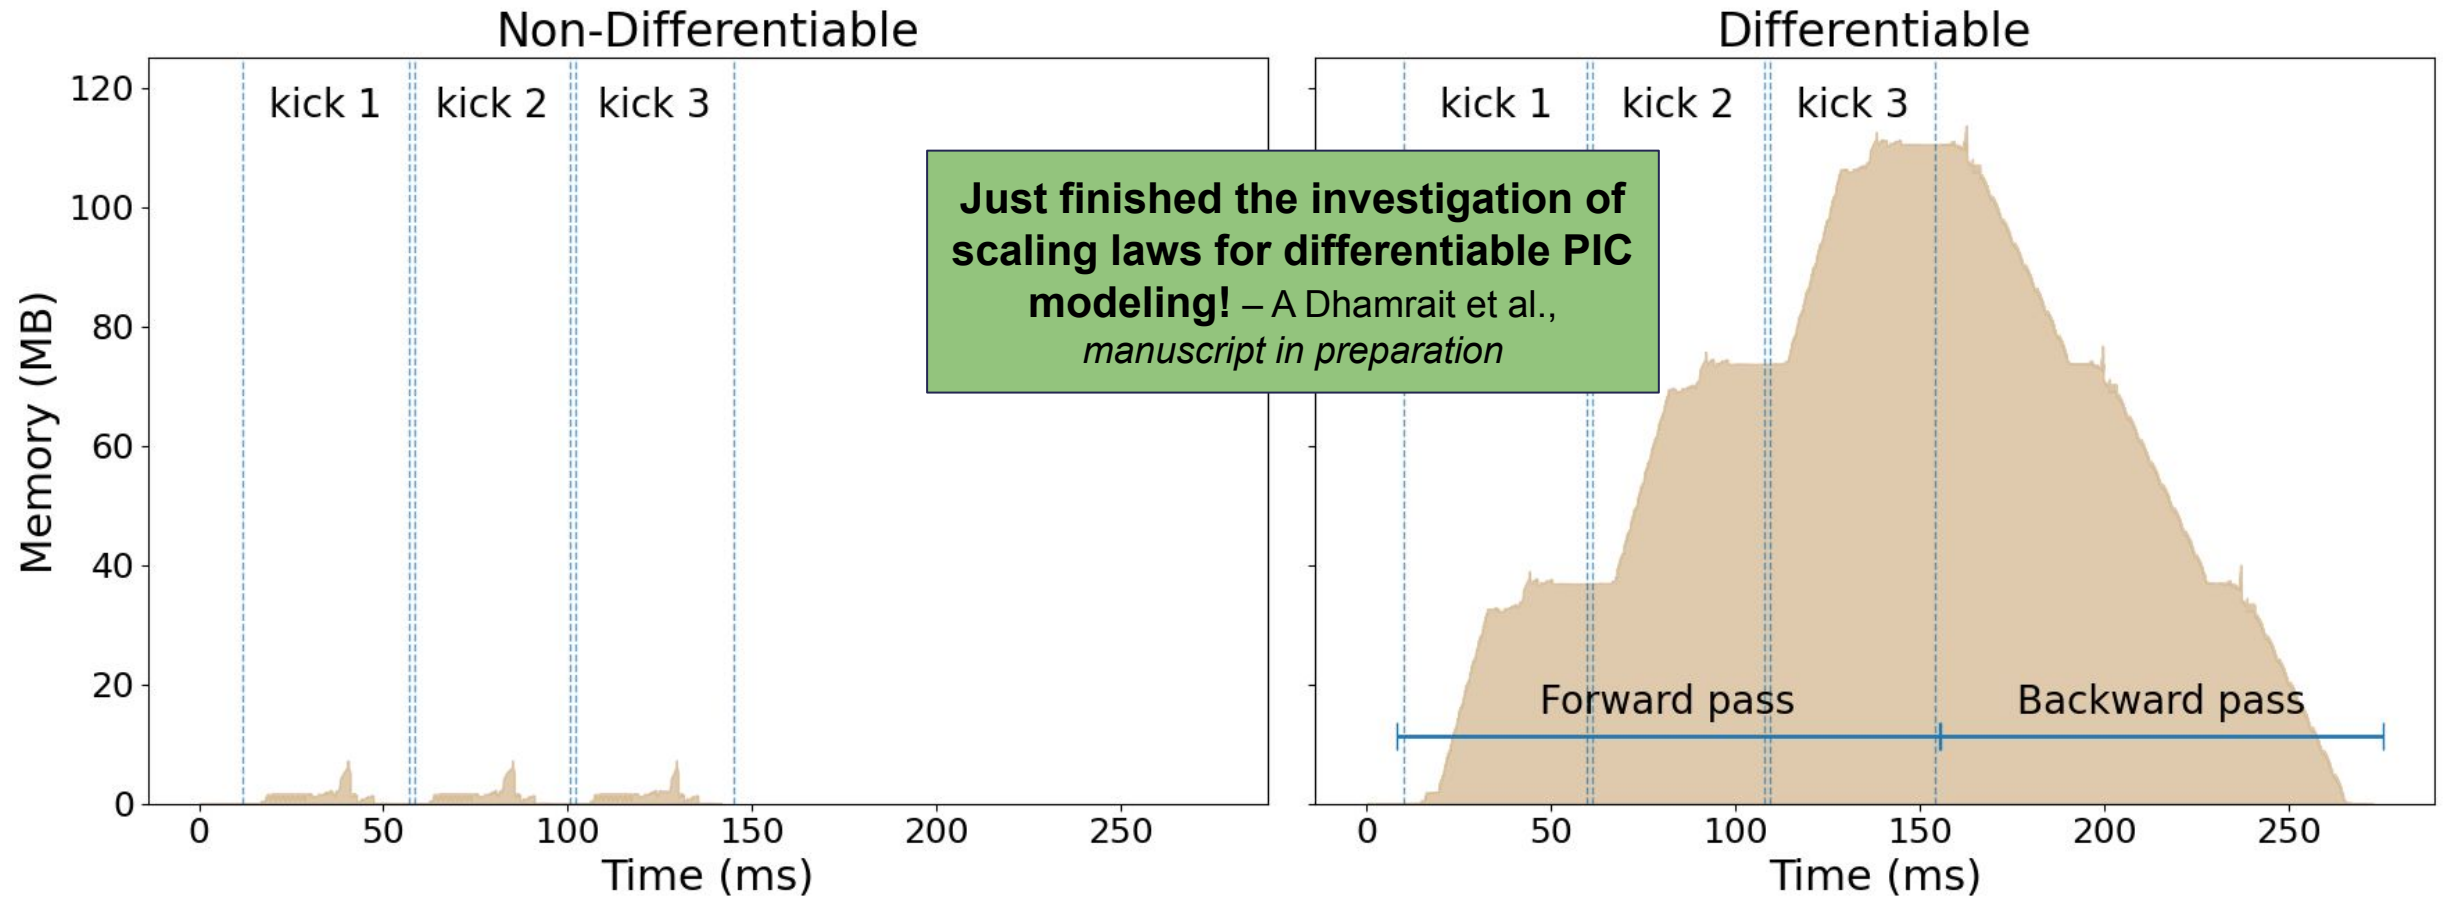 Non-Differentiable
Differentiable
Memory (MB)
120
100
80
60
40
20
0
kick 1 kick 2 kick 3
0 50 100 150 200 250
Time (ms)
Just finished the investigation of
scaling laws for differentiable PIC
modeling! – A Dhamrait et al.,
manuscript in preparation
kick 1 kick 2 kick 3
Forward pass
Backward pass
0 50 100 150 200 250
Time (ms)